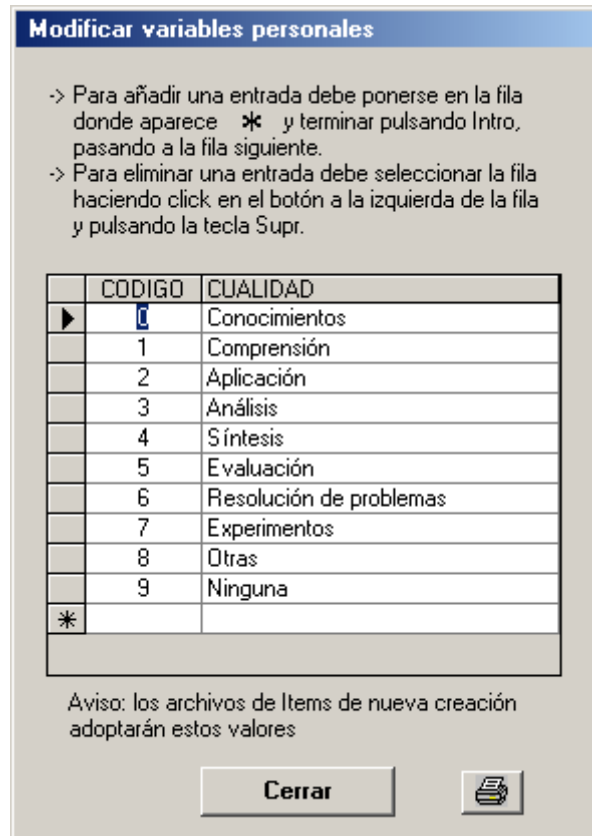 Modificar variables personales
-> Para añadir una entrada debe ponerse en la fila
donde aparece * y terminar pulsando Intro,
pasando a la fila siguiente.
-> Para eliminar una entrada debe seleccionar la fila
haciendo click en el botón a la izquierda de la fila
y pulsando la tecla Supr.
CODIGO CUALIDAD
0 Conocimientos
1 Comprensión
2 Aplicación
3 Análisis
4 Síntesis
5 Evaluación
6 Resolución de problemas
7 Experimentos
8 Otras
9 Ninguna
*
Aviso: los archivos de Items de nueva creación
adoptarán estos valores
Cerrar